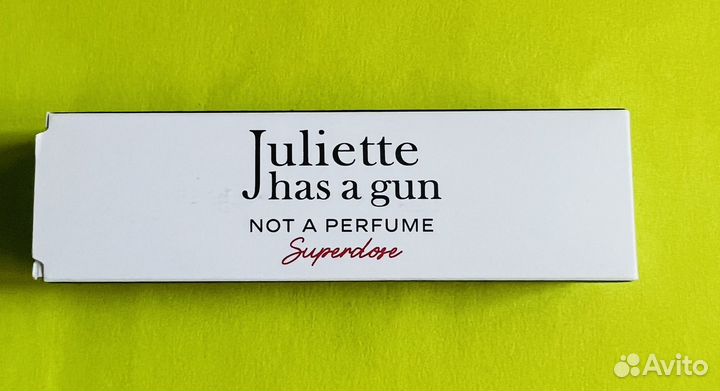 Juliette
has a gun
NOT A PERFUME
Superdose
Avito